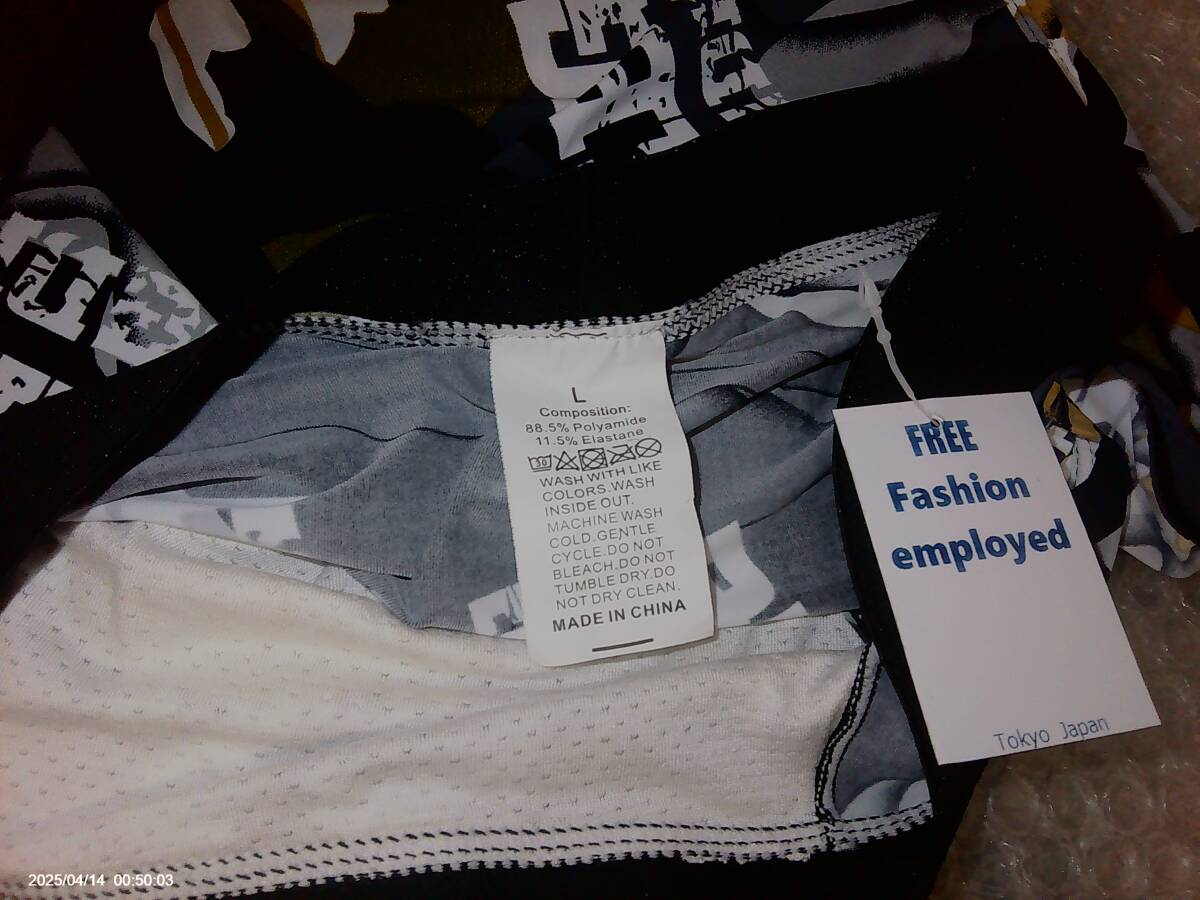 L
Composition:
88.5% Polyamide
11.5% Elastane
30
WASH WITH LIKE
COLORS.WASH
INSIDE OUT.
MACHINE WASH
COLD.GENTLE
CYCLE.DO NOT
BLEACH.DO NOT
TUMBLE DRY.DO
NOT DRY CLEAN.
MADE IN CHINA
FREE
Fashion
employed
Tokyo Japan
2025/04/14 00:50:03